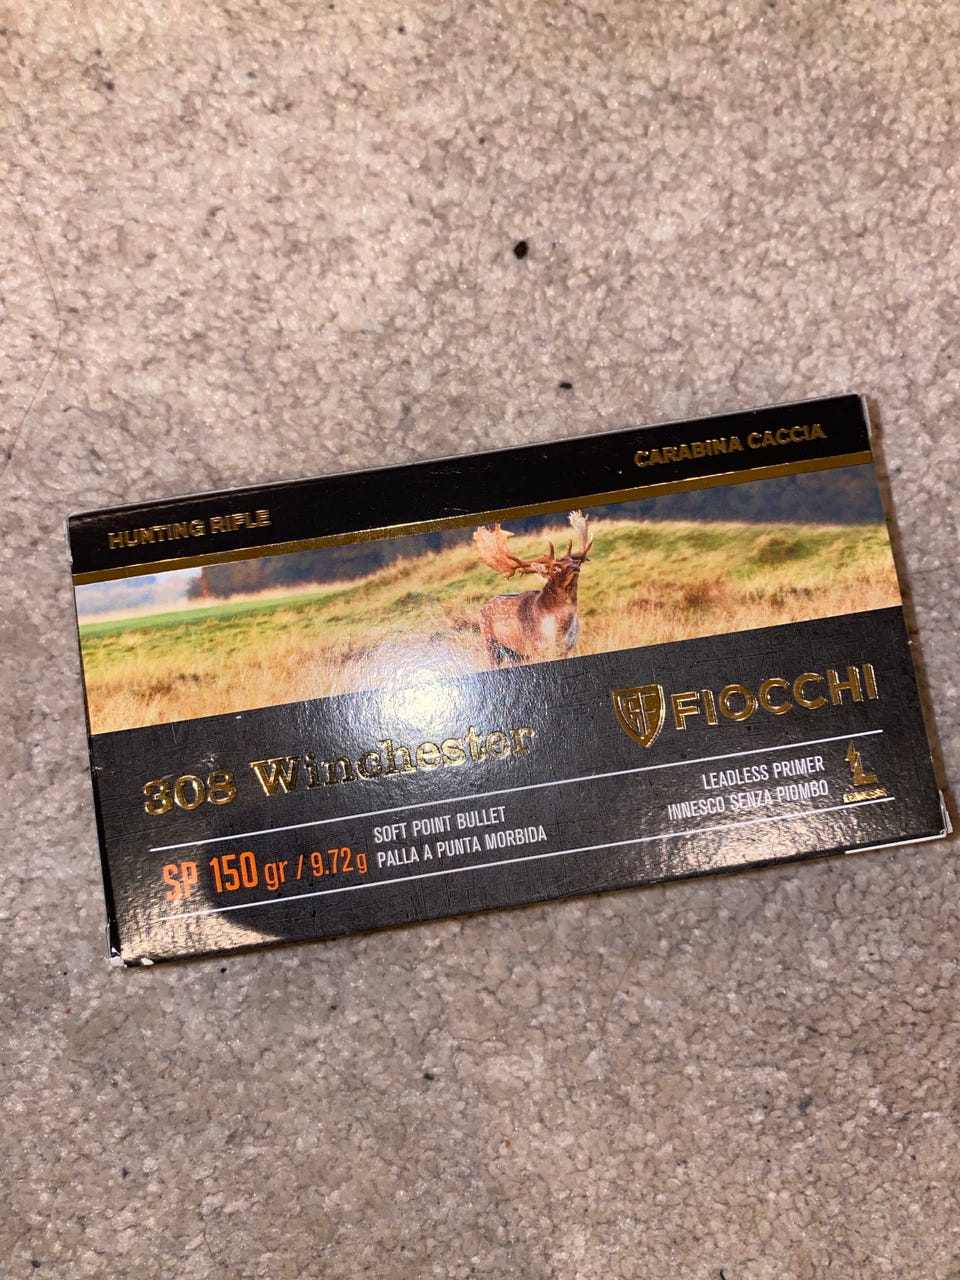 HUNTING RIFLE
CARABINA CACCIA
FIOCCHI
308 Winchester
SP 150 gr / 9.72 g
SOFT POINT BULLET
PALLA A PUNTA MORBIDA
LEADLESS PRIMER
INNESCO SENZA PIOMBO